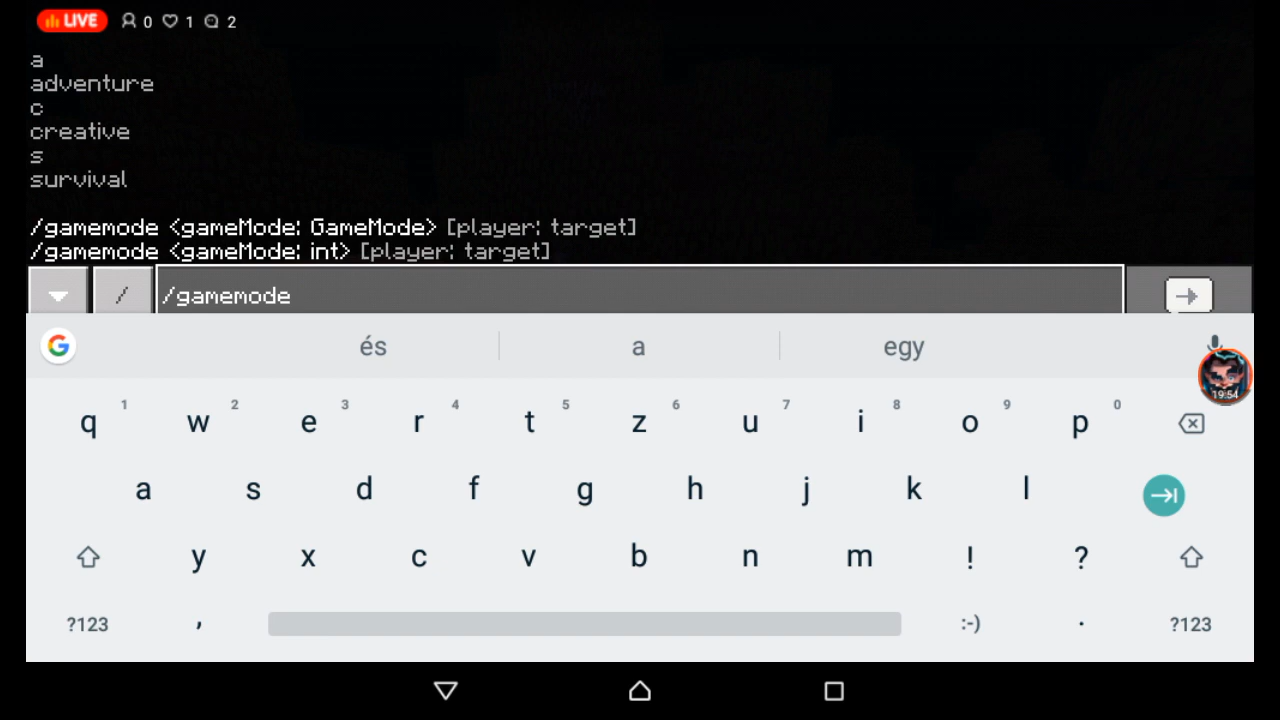 LIVE 0 1 2
a
adventure
c
creative
s
survival
/gamemode <gameMode: GameMode> [player: target]
/gamemode <gameMode: int> [player: target]
/ /gamemode
G és a egy
19:54
1 2 3 4 5 6 7 8 9 0
q w e r t z u i o p
a s d f g h j k l
y x c v b n m ! ?
?123 , :-) . ?123